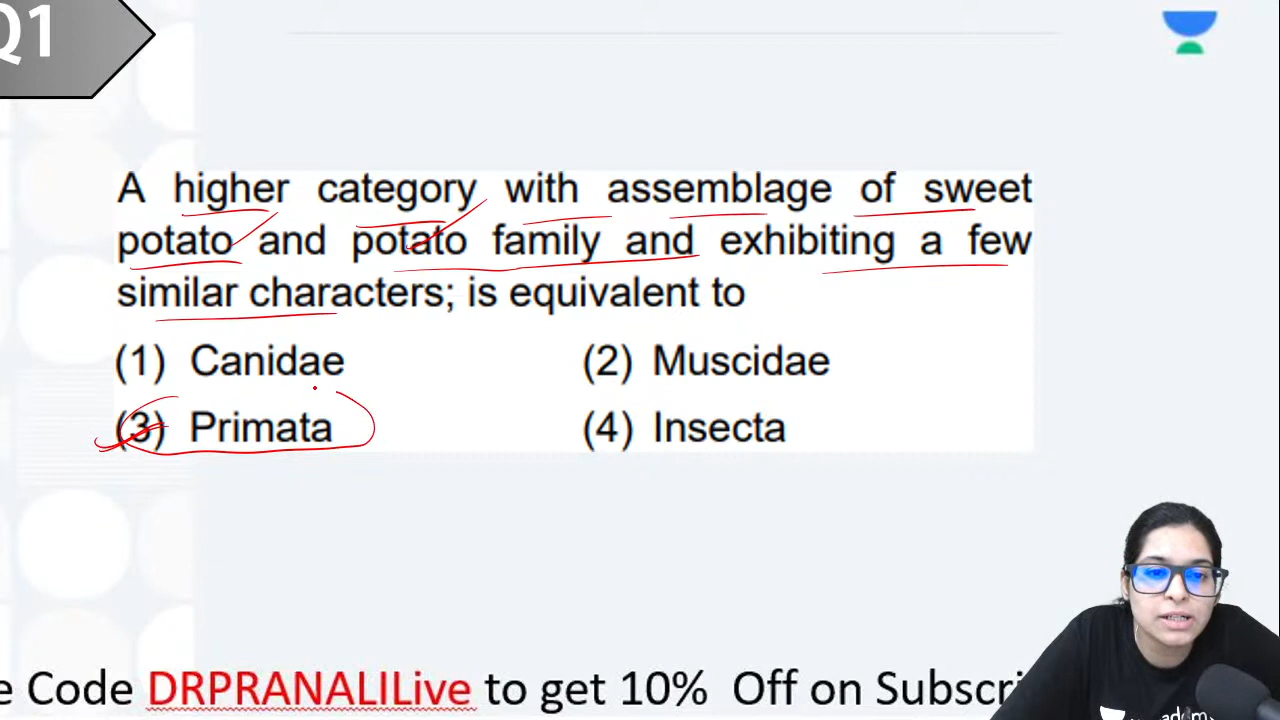 Q1
A higher category with assemblage of sweet
potato and potato family and exhibiting a few
similar characters; is equivalent to
(1) Canidae
(2) Muscidae
(3) Primata
(4) Insecta
e Code DRPRANALILive to get 10% Off on Subscri